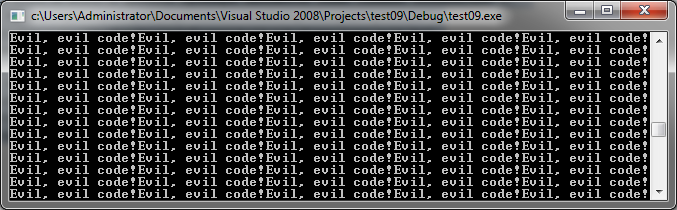 c:\Users\Administrator\Documents\Visual Studio 2008\Projects\test09\Debug\test09.exe
Evil, evil code!Evil, evil code!Evil, evil code!Evil, evil code!Evil, evil code!
Evil, evil code!Evil, evil code!Evil, evil code!Evil, evil code!Evil, evil code!
Evil, evil code!Evil, evil code!Evil, evil code!Evil, evil code!Evil, evil code!
Evil, evil code!Evil, evil code!Evil, evil code!Evil, evil code!Evil, evil code!
Evil, evil code!Evil, evil code!Evil, evil code!Evil, evil code!Evil, evil code!
Evil, evil code!Evil, evil code!Evil, evil code!Evil, evil code!Evil, evil code!
Evil, evil code!Evil, evil code!Evil, evil code!Evil, evil code!Evil, evil code!
Evil, evil code!Evil, evil code!Evil, evil code!Evil, evil code!Evil, evil code!
Evil, evil code!Evil, evil code!Evil, evil code!Evil, evil code!Evil, evil code!
Evil, evil code!Evil, evil code!Evil, evil code!Evil, evil code!Evil, evil code!
Evil, evil code!Evil, evil code!Evil, evil code!Evil, evil code!Evil, evil code!
Evil, evil code!Evil, evil code!Evil, evil code!Evil, evil code!Evil, evil code!
Evil, evil code!Evil, evil code!Evil, evil code!Evil, evil code!Evil, evil code!
Evil, evil code!Evil, evil code!Evil, evil code!Evil, evil code!Evil, evil code!